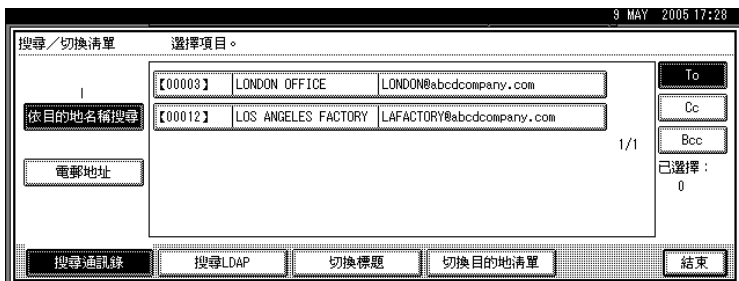 9 MAY 2005 17:28
搜尋／切換清單 選擇項目。
【00003】 LONDON OFFICE LONDON@abcdcompany.com
【00012】 LOS ANGELES FACTORY LAFACTORY@abcdcompany.com
l
依目的地名稱搜尋
電郵地址
1/1
To
Cc
Bcc
已選擇：
0
搜尋通訊錄 搜尋LDAP 切換標題 切換目的地清單 結束